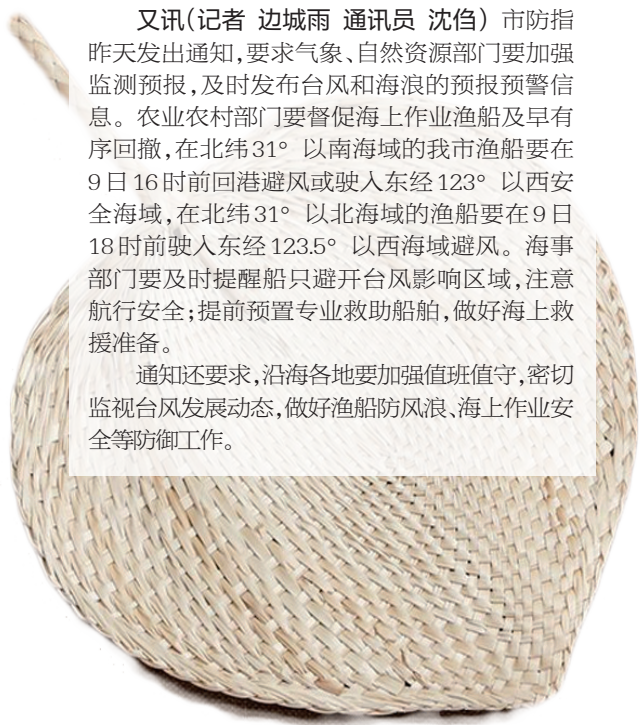 又讯(记者 边城雨 通讯员 沈㑇) 市防指
昨天发出通知,要求气象、自然资源部门要加强
监测预报,及时发布台风和海浪的预报预警信
息。农业农村部门要督促海上作业渔船及早有
序回撤,在北纬31° 以南海域的我市渔船要在
9日16时前回港避风或驶入东经123° 以西安
全海域,在北纬31° 以北海域的渔船要在9日
18时前驶入东经123.5° 以西海域避风。海事
部门要及时提醒船只避开台风影响区域,注意
航行安全;提前预置专业救助船舶,做好海上救
援准备。
通知还要求,沿海各地要加强值班值守,密切
监视台风发展动态,做好渔船防风浪、海上作业安
全等防御工作。